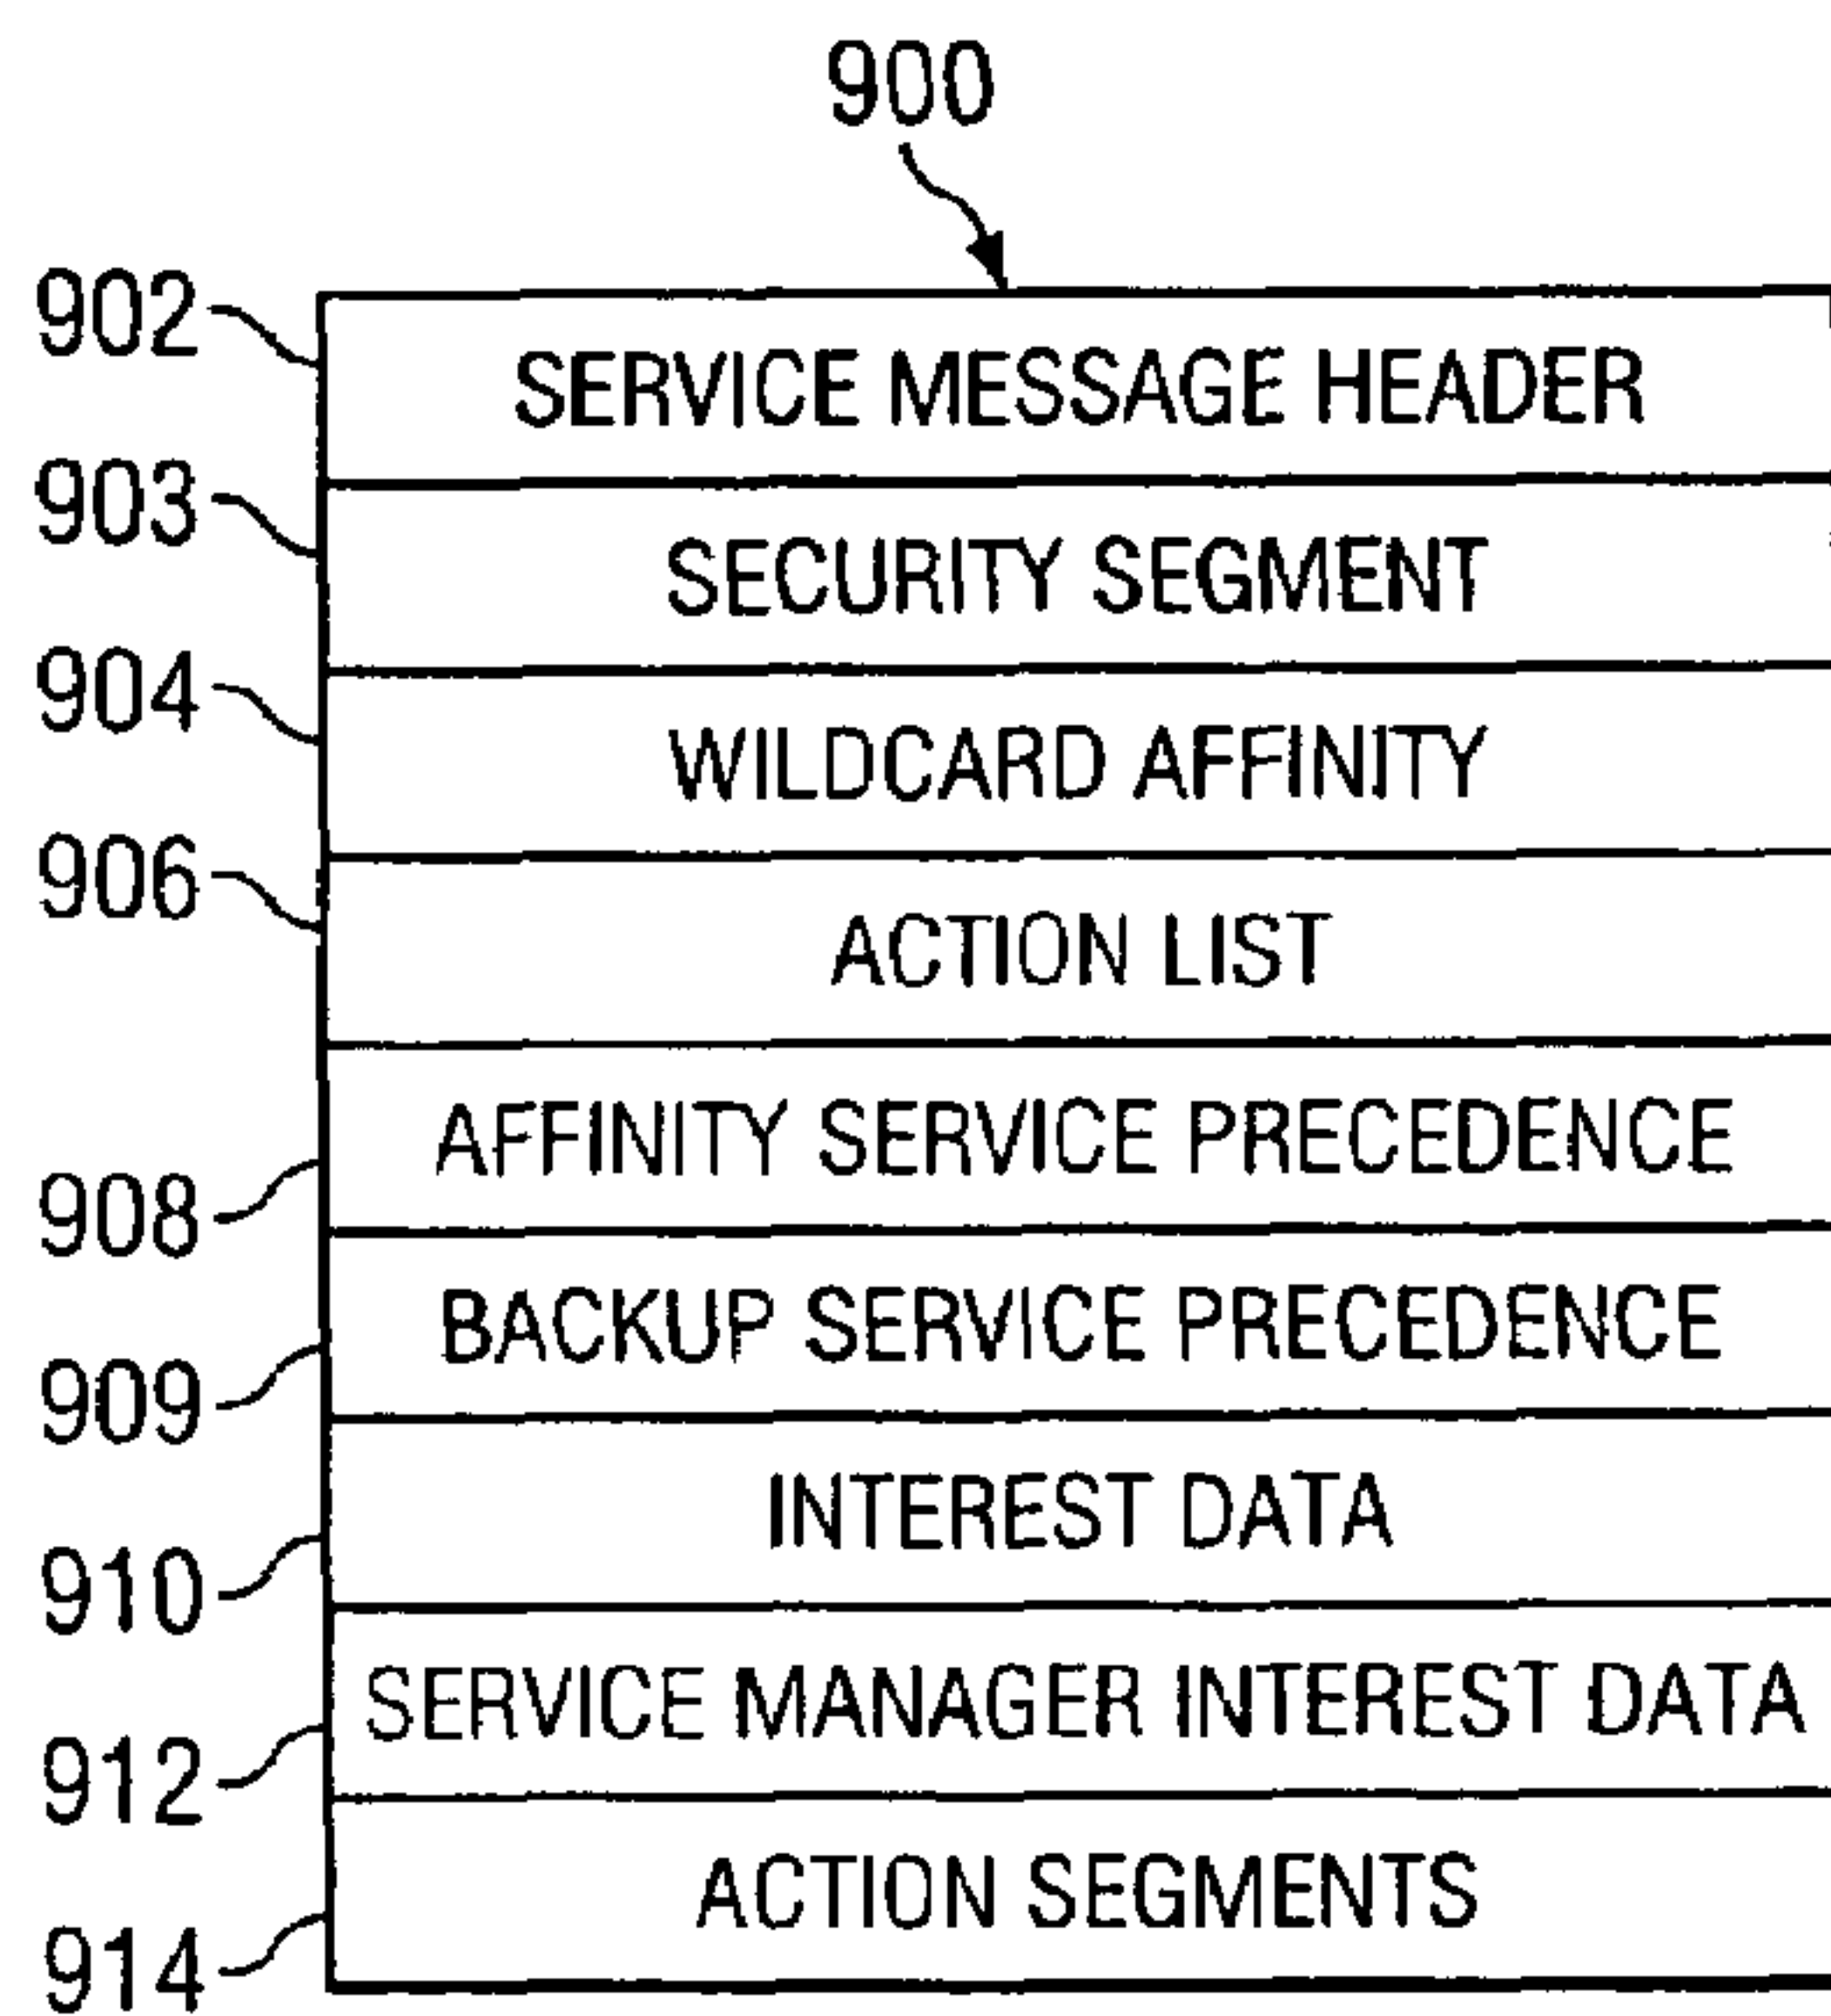 900
902 SERVICE MESSAGE HEADER
903 SECURITY SEGMENT
904 WILDCARD AFFINITY
906 ACTION LIST
908 AFFINITY SERVICE PRECEDENCE
909 BACKUP SERVICE PRECEDENCE
910 INTEREST DATA
912 SERVICE MANAGER INTEREST DATA
914 ACTION SEGMENTS